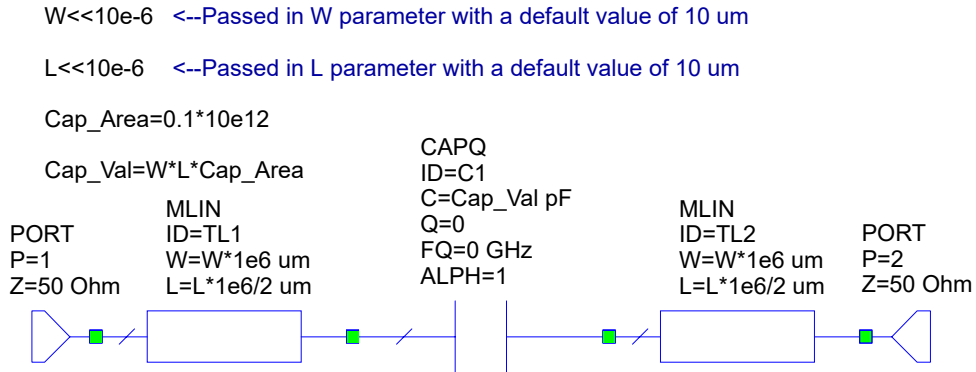 W<<10e-6 <--Passed in W parameter with a default value of 10 um
L<<10e-6 <--Passed in L parameter with a default value of 10 um
Cap_Area=0.1*10e12
Cap_Val=W*L*Cap_Area
PORT
P=1
Z=50 Ohm
MLIN
ID=TL1
W=W*1e6 um
L=L*1e6/2 um
CAPQ
ID=C1
C=Cap_Val pF
Q=0
FQ=0 GHz
ALPH=1
MLIN
ID=TL2
W=W*1e6 um
L=L*1e6/2 um
PORT
P=2
Z=50 Ohm